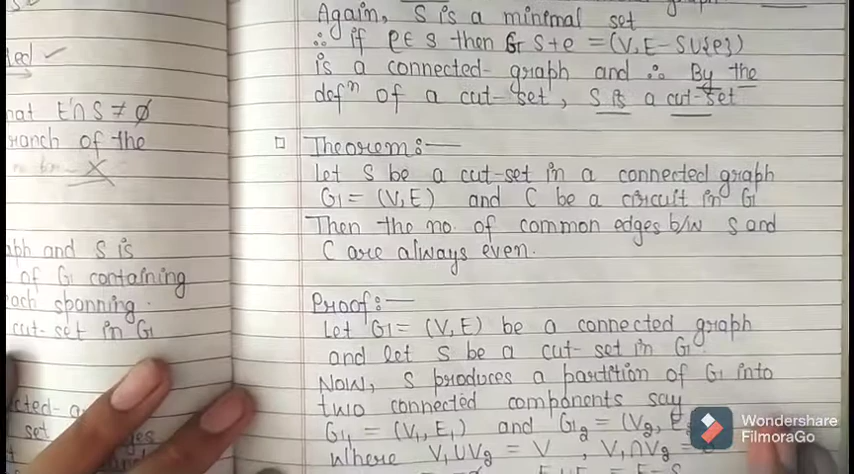 Again, S is a minimal set
∴ if e ∈ S then G - S + e = (V, E - S ∪ {e})
is a connected graph and ∴ By the
defⁿ of a cut-set, S is a cut-set
Theorem:—
Let S be a cut-set in a connected graph
G = (V, E) and C be a circuit in G
Then the no. of common edges b/w S and
C are always even.
Proof:—
Let G = (V, E) be a connected graph
and let S be a cut-set in G.
Now, S produces a partition of G into
two connected components say
G₁ = (V₁, E₁) and G₂ = (V₂,
where V₁ ∪ V₂ = V , V₁ ∩ V₂ =
that E' ∩ S ≠ ∅
branch of the
and S is
of G containing
each spanning
cut-set in G
set
Wondershare
FilmoraGo